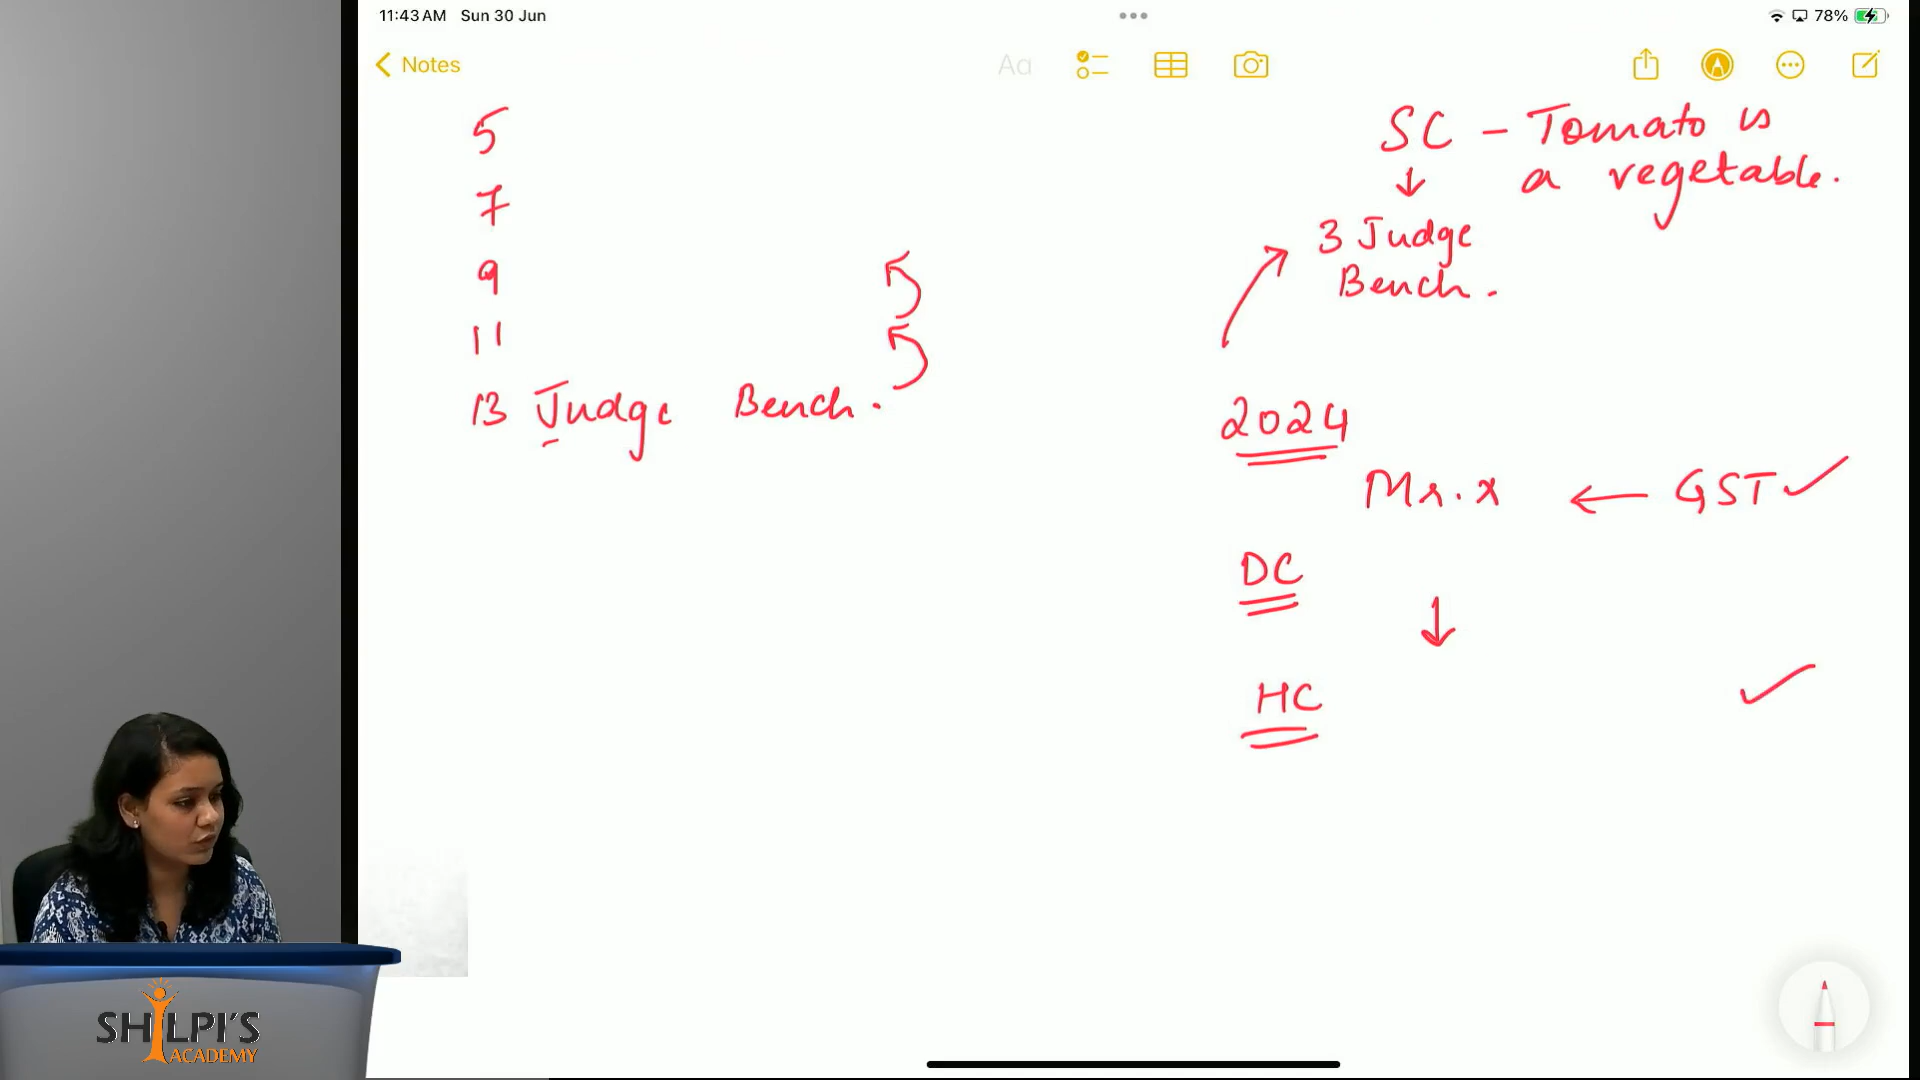 11:43 AM Sun 30 Jun
78%
Notes
Aa
5
7
9
11
13 Judge Bench.
SC - Tomato is
a vegetable.
3 Judge
Bench.
2024
Mr. x ← GST ✓
DC
HC ✓
SHILPI'S
ACADEMY